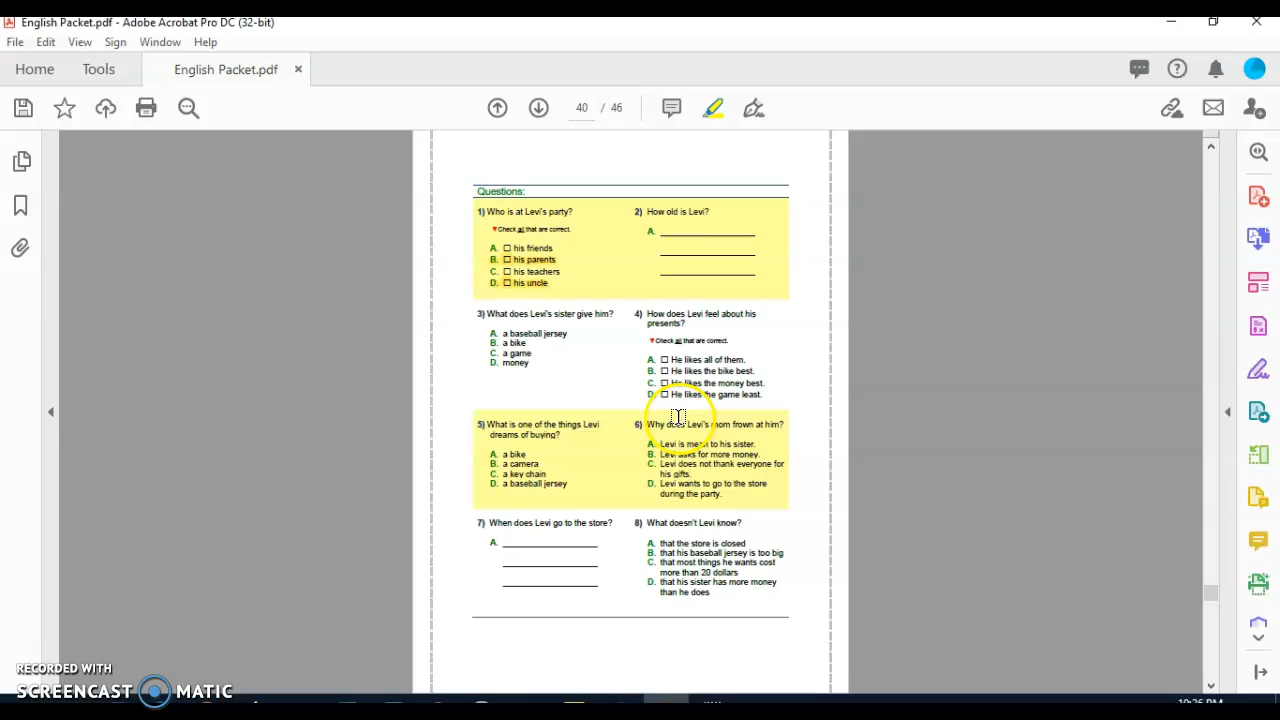 English Packet.pdf - Adobe Acrobat Pro DC (32-bit)
File Edit View Sign Window Help
Home Tools English Packet.pdf ×
40 / 46
Questions:
1) Who is at Levi's party?
▼Check all that are correct.
A. ☐ his friends
B. ☐ his parents
C. ☐ his teachers
D. ☐ his uncle
2) How old is Levi?
A.
3) What does Levi's sister give him?
A. a baseball jersey
B. a bike
C. a game
D. money
4) How does Levi feel about his
presents?
▼Check all that are correct.
A. ☐ He likes all of them.
B. ☐ He likes the bike best.
C. ☐ He likes the money best.
D. ☐ He likes the game least.
5) What is one of the things Levi
dreams of buying?
A. a bike
B. a camera
C. a key chain
D. a baseball jersey
6) Why does Levi's mom frown at him?
A. Levi is mean to his sister.
B. Levi asks for more money.
C. Levi does not thank everyone for
his gifts.
D. Levi wants to go to the store
during the party.
7) When does Levi go to the store?
A.
8) What doesn't Levi know?
A. that the store is closed
B. that his baseball jersey is too big
C. that most things he wants cost
more than 20 dollars
D. that his sister has more money
than he does
RECORDED WITH
SCREENCAST MATIC